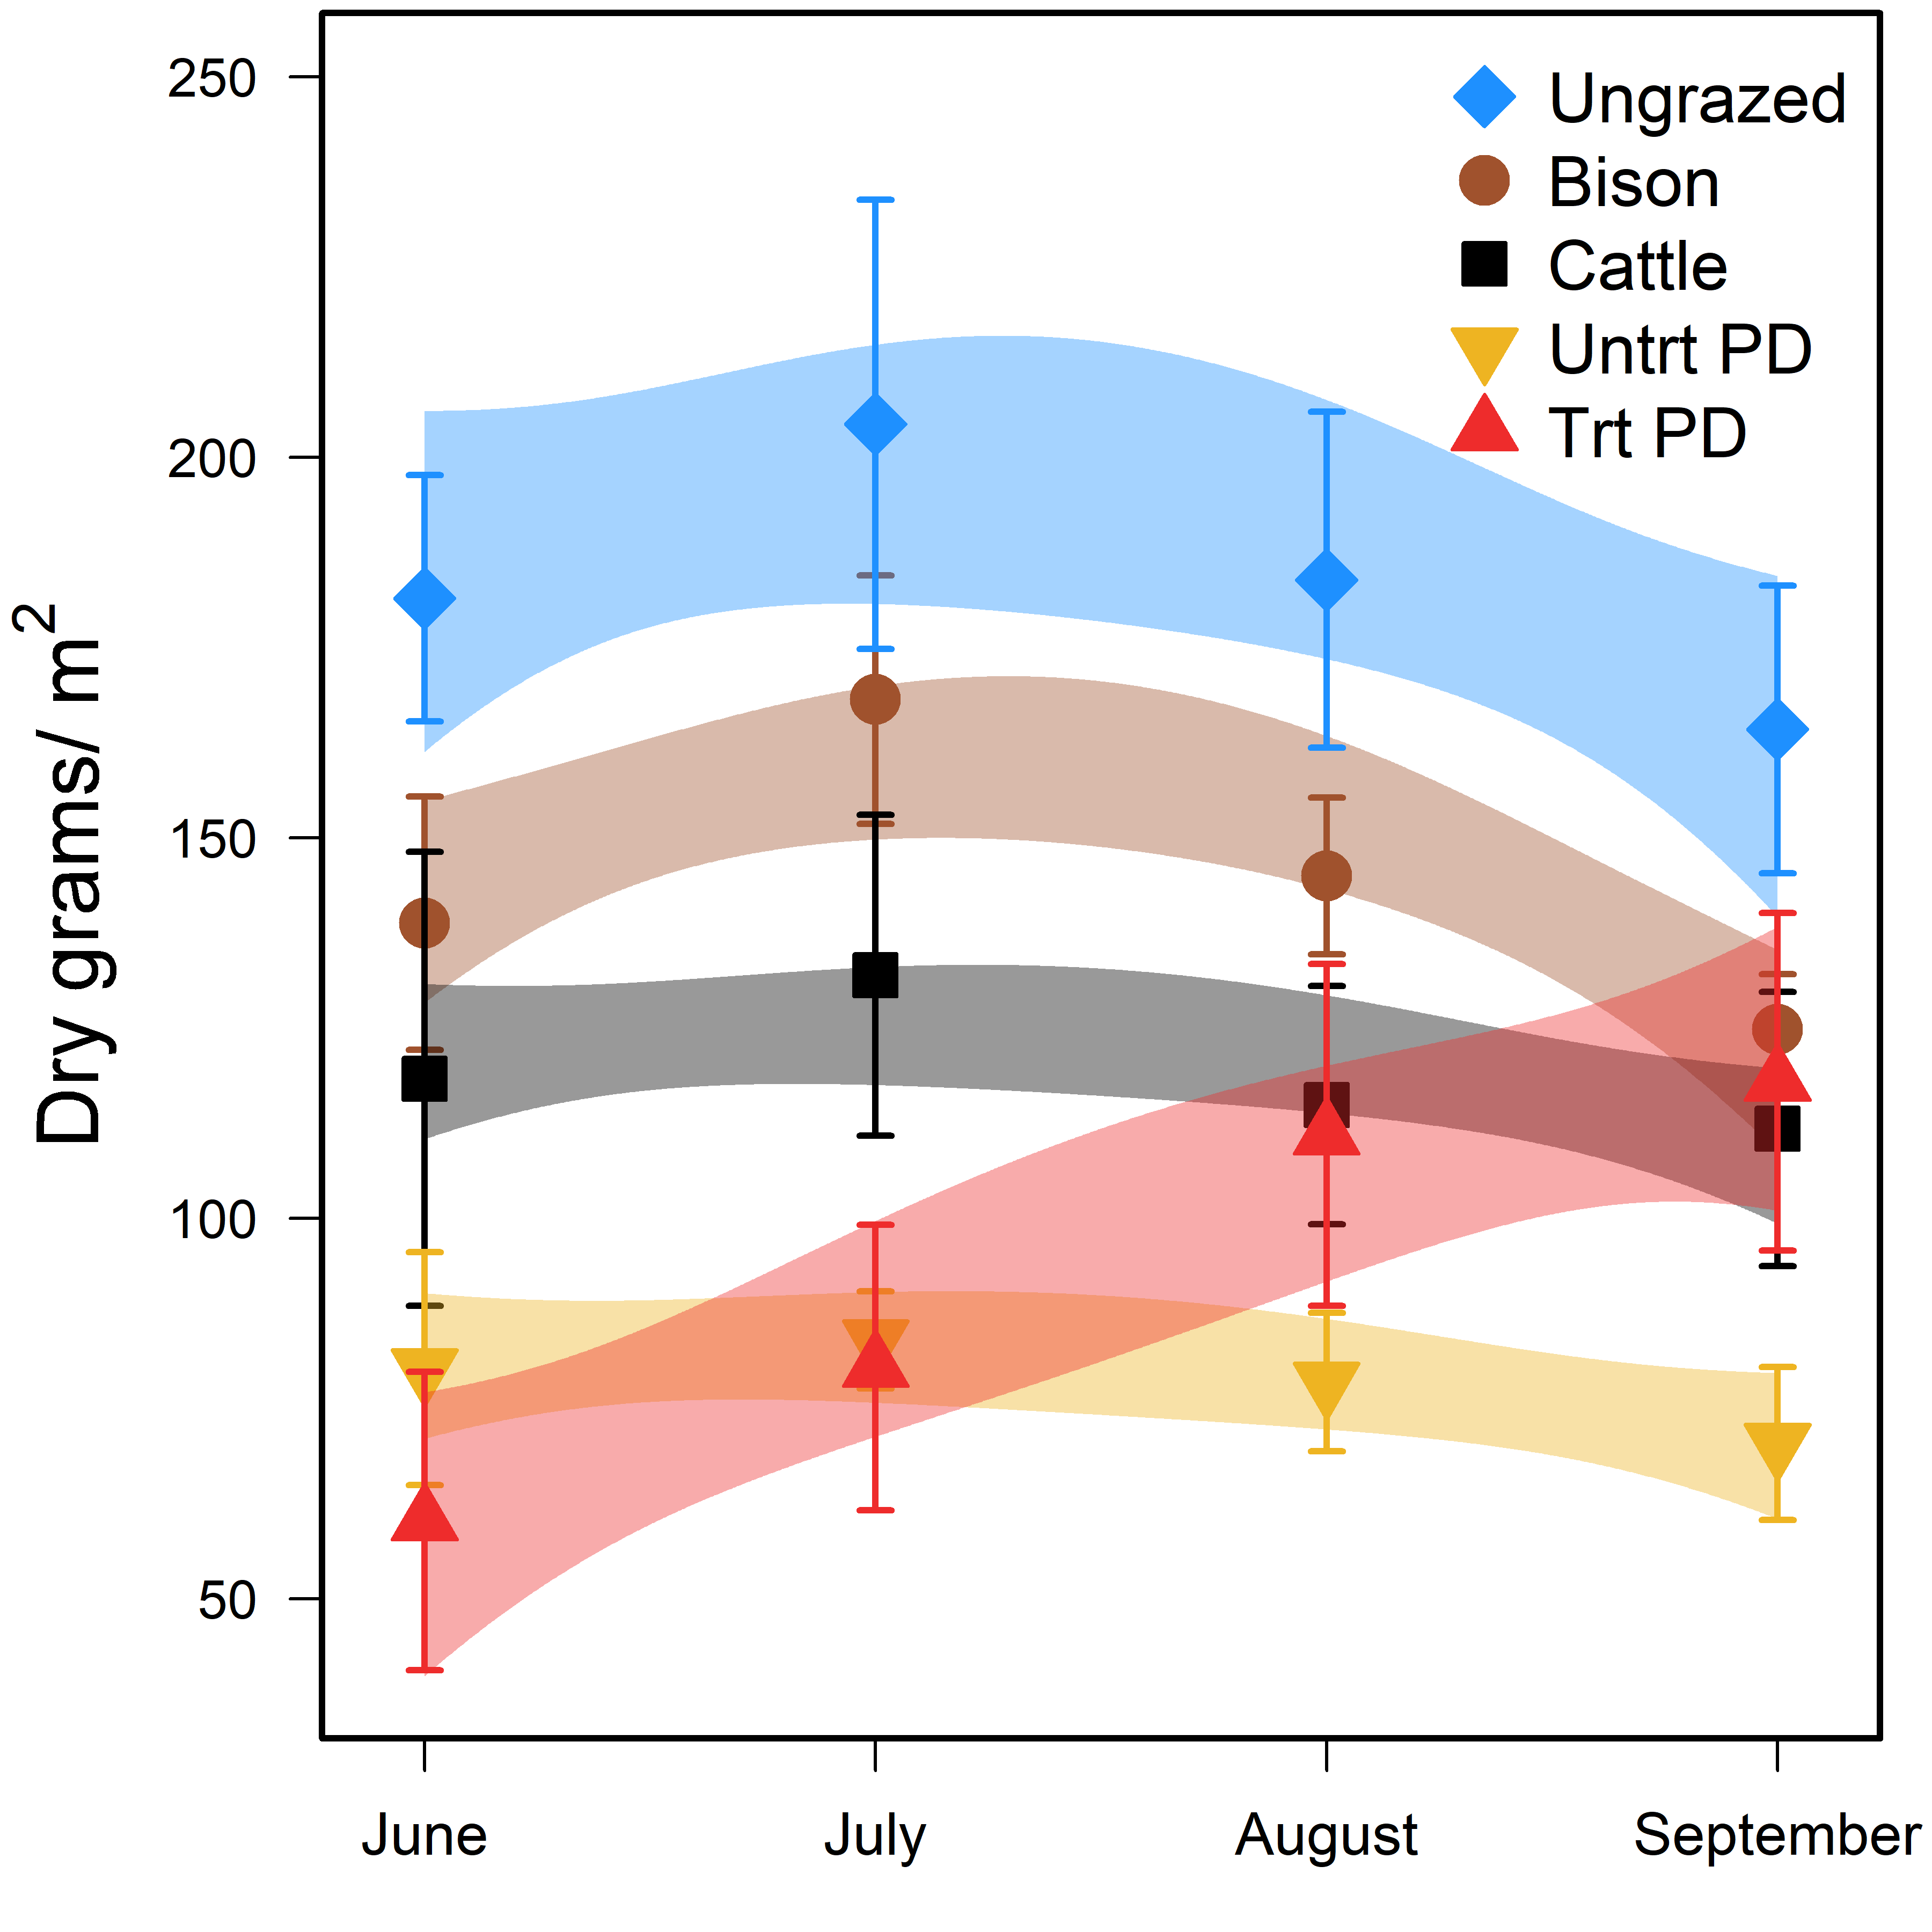 250
200
150
100
50
Dry grams/ m²
Ungrazed
Bison
Cattle
Untrt PD
Trt PD
June
July
August
September